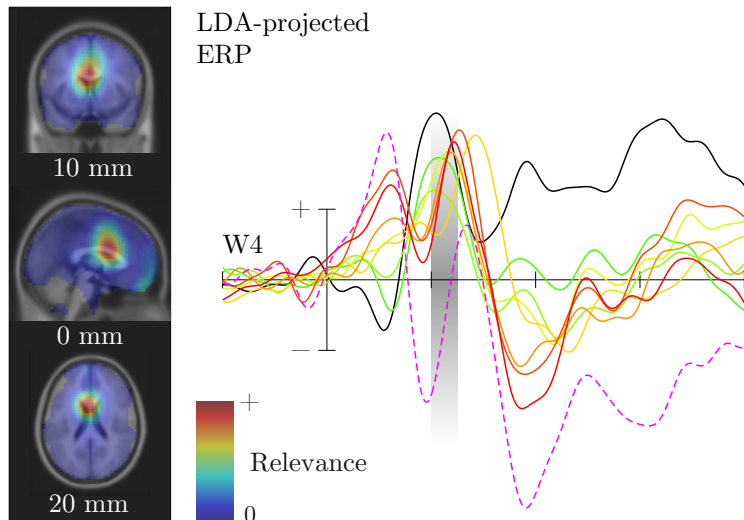 LDA-projected
ERP
10 mm
+
W4
−
0 mm
+
Relevance
0
20 mm